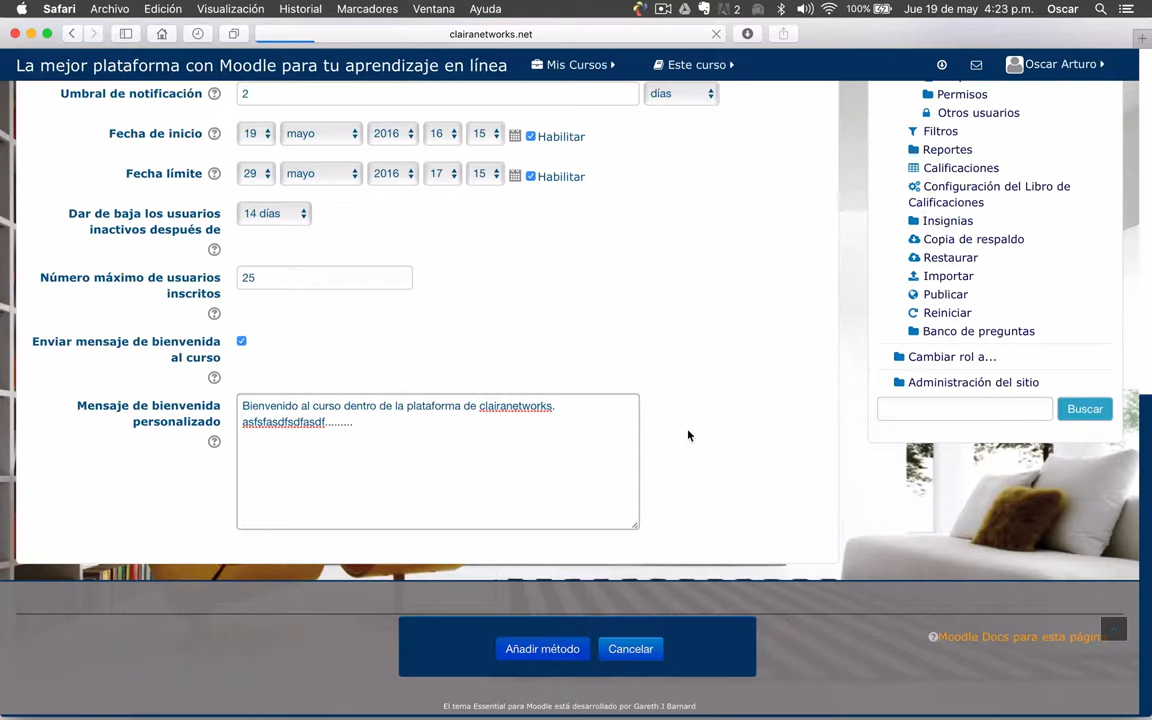 Safari Archivo Edición Visualización Historial Marcadores Ventana Ayuda
2 100% Jue 19 de may 4:23 p.m. Oscar
clairanetworks.net
La mejor plataforma con Moodle para tu aprendizaje en línea Mis Cursos Este curso Oscar Arturo
Umbral de notificación 2 días
Fecha de inicio 19 mayo 2016 16 15 Habilitar
Fecha límite 29 mayo 2016 17 15 Habilitar
Dar de baja los usuarios
inactivos después de
14 días
Número máximo de usuarios
inscritos
25
Enviar mensaje de bienvenida
al curso
Mensaje de bienvenida
personalizado
Bienvenido al curso dentro de la plataforma de clairanetworks.
asfsfasdfsdfasdf.........
Permisos
Otros usuarios
Filtros
Reportes
Calificaciones
Configuración del Libro de
Calificaciones
Insignias
Copia de respaldo
Restaurar
Importar
Publicar
Reiniciar
Banco de preguntas
Cambiar rol a...
Administración del sitio
Buscar
Añadir método Cancelar
Moodle Docs para esta página
El tema Essential para Moodle está desarrollado por Gareth J Barnard